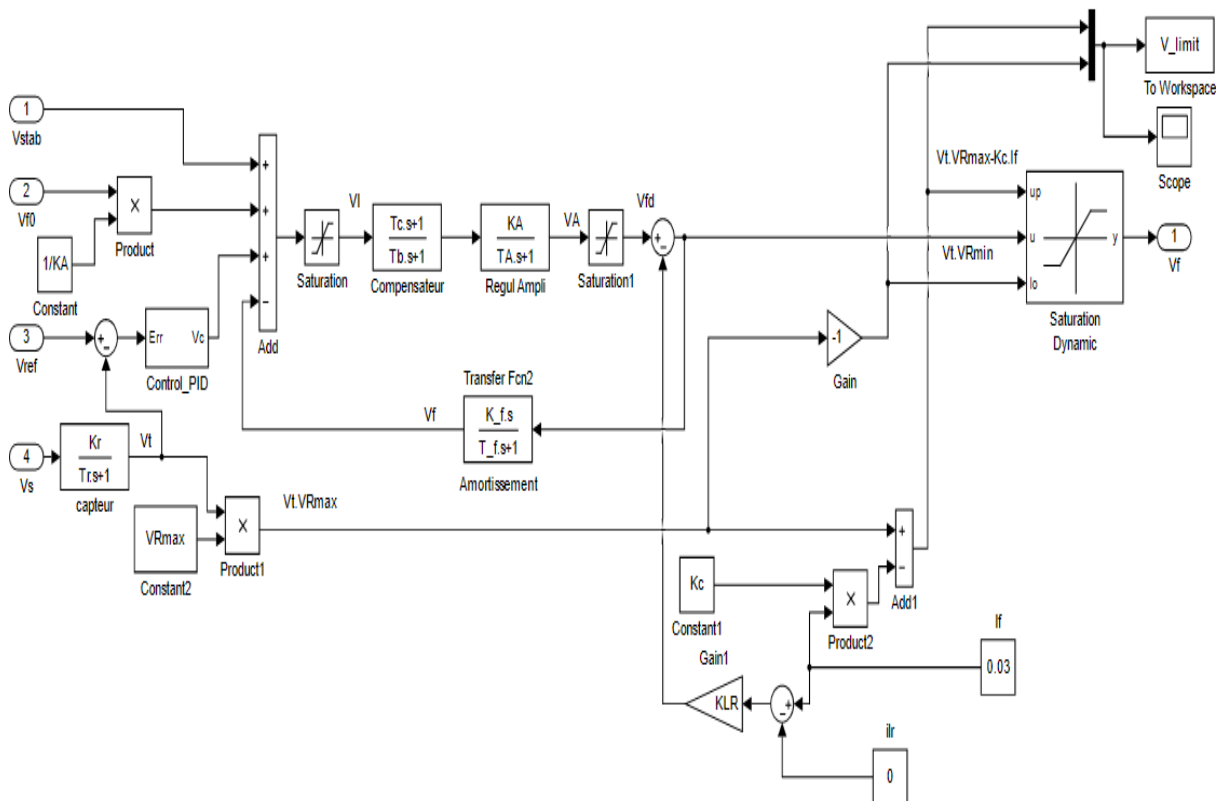 V_limit
To Workspace
1
Vstab
Vt.VRmax-Kc.If
Scope
2
Vf0
×
Product
+
+
+
−
Add
VI
Saturation
Tc.s+1
Tb.s+1
Compensateur
KA
TA.s+1
Regul Ampli
VA
Saturation1
Vfd
+
−
up
u
lo
y
Saturation
Dynamic
1
Vf
Vt.VRmin
1/KA
Constant
3
Vref
+
−
Err
Vc
Control_PID
-1
Gain
Transfer Fcn2
K_f.s
T_f.s+1
Amortissement
Vf
4
Vs
Kr
Tr.s+1
capteur
Vt
VRmax
Constant2
×
Product1
Vt.VRmax
+
−
Add1
Kc
Constant1
×
Product2
If
0.03
Gain1
KLR
−
+
ilr
0